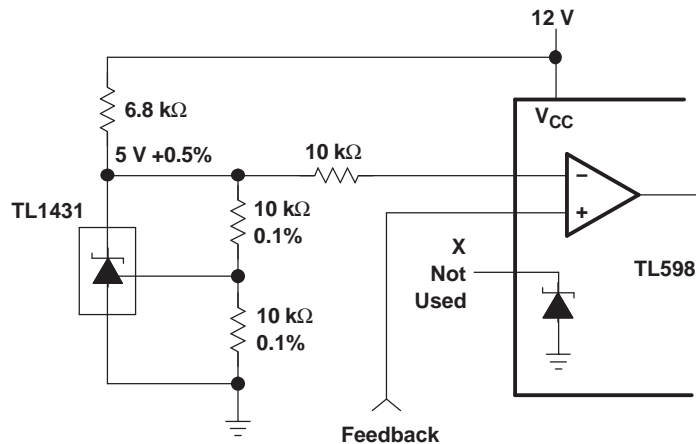 12 V
6.8 kΩ
V_CC
5 V +0.5%
10 kΩ
TL1431
10 kΩ
0.1%
X
Not
Used
TL598
10 kΩ
0.1%
Feedback
−
+